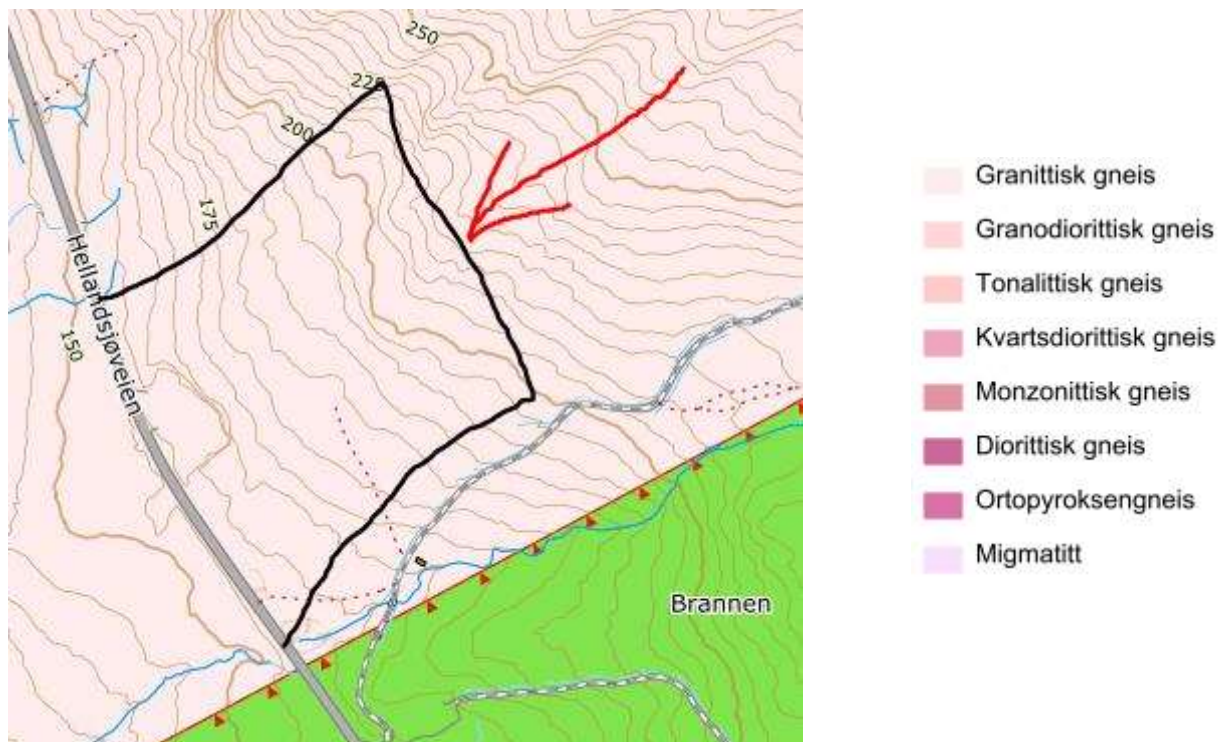 250
225
200
175
Hellandsjøveien
150
Brannen
Granittisk gneis
Granodiorittisk gneis
Tonalittisk gneis
Kvartsdiorittisk gneis
Monzonittisk gneis
Diorittisk gneis
Ortopyroksengneis
Migmatitt